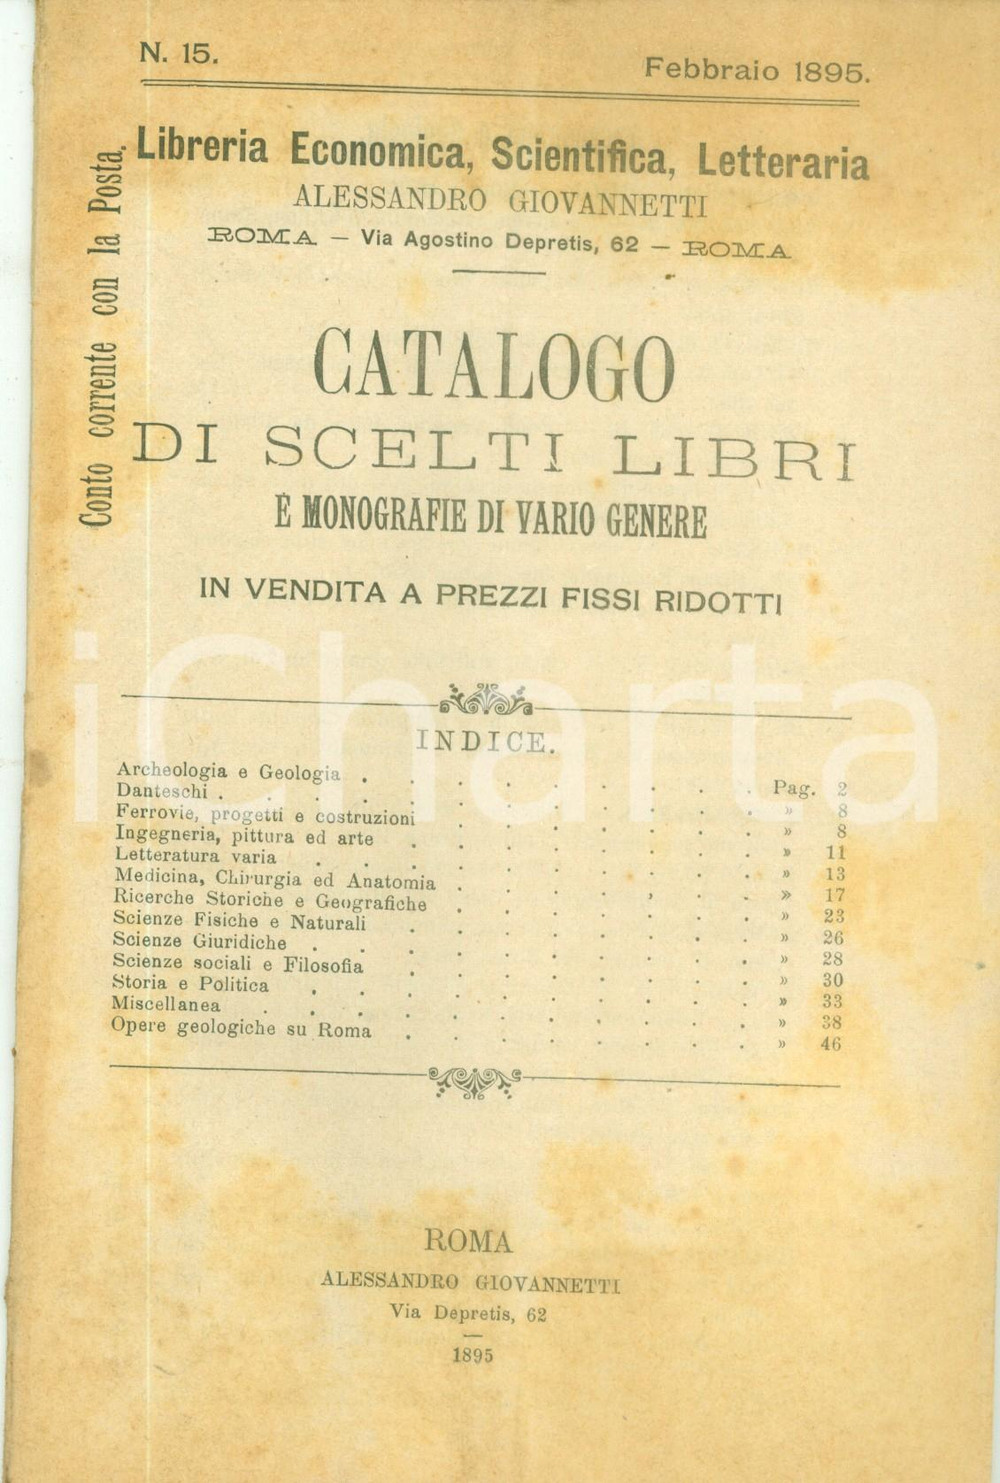 N. 15.
Febbraio 1895.
Conto corrente con la Posta.
Libreria Economica, Scientifica, Letteraria
ALESSANDRO GIOVANNETTI
ROMA — Via Agostino Depretis, 62 — ROMA
CATALOGO
DI SCELTI LIBRI
E MONOGRAFIE DI VARIO GENERE
IN VENDITA A PREZZI FISSI RIDOTTI
INDICE.
Archeologia e Geologia . . . . . . . . . Pag. 2
Danteschi . . . . . . . . . . . . » 8
Ferrovie, progetti e costruzioni . . . . . . . » 8
Ingegneria, pittura ed arte . . . . . . . . » 11
Letteratura varia . . . . . . . . . . » 13
Medicina, Chirurgia ed Anatomia . . . . . . . » 17
Ricerche Storiche e Geografiche . . . . . . . » 23
Scienze Fisiche e Naturali . . . . . . . . » 26
Scienze Giuridiche . . . . . . . . . . » 28
Scienze sociali e Filosofia . . . . . . . . » 30
Storia e Politica . . . . . . . . . . » 33
Miscellanea . . . . . . . . . . . » 38
Opere geologiche su Roma . . . . . . . . » 46
ROMA
ALESSANDRO GIOVANNETTI
Via Depretis, 62
1895
iCharta